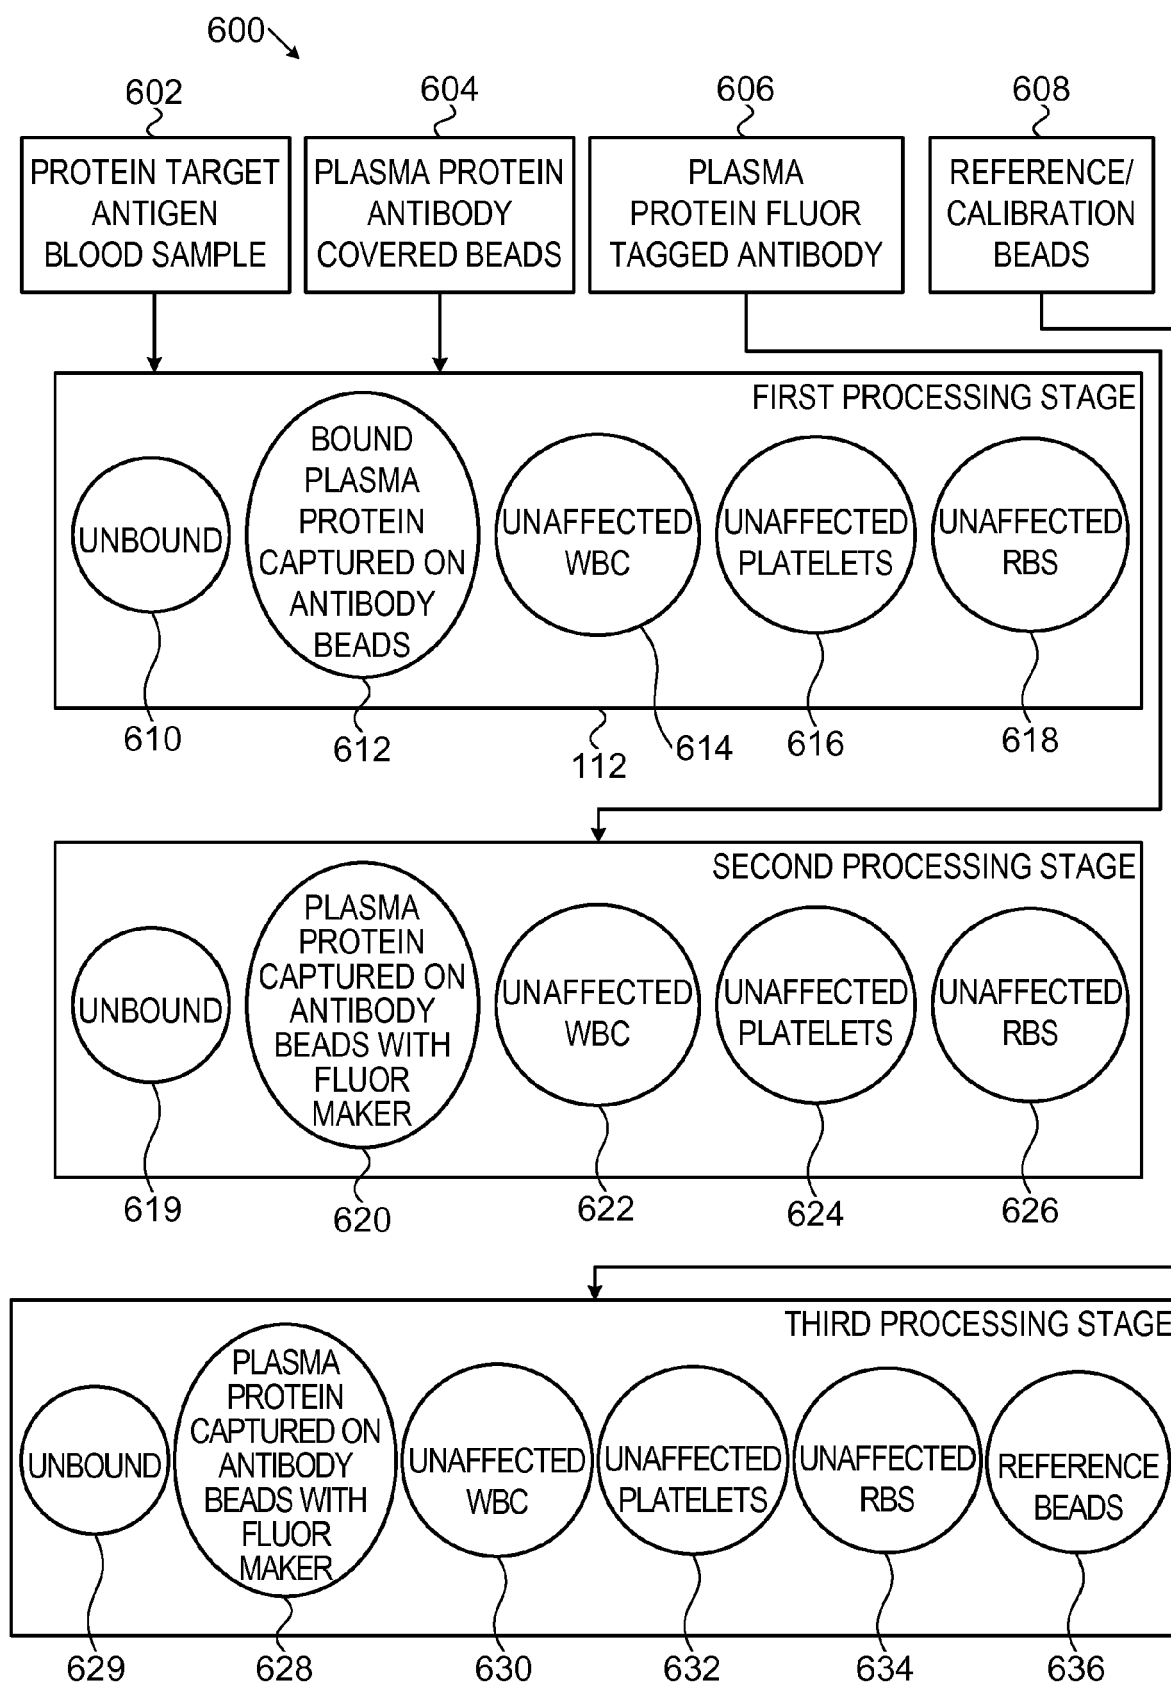 600
602
604
606
608
PROTEIN TARGET
ANTIGEN
BLOOD SAMPLE
PLASMA PROTEIN
ANTIBODY
COVERED BEADS
PLASMA
PROTEIN FLUOR
TAGGED ANTIBODY
REFERENCE/
CALIBRATION
BEADS
FIRST PROCESSING STAGE
UNBOUND
BOUND
PLASMA
PROTEIN
CAPTURED ON
ANTIBODY
BEADS
UNAFFECTED
WBC
UNAFFECTED
PLATELETS
UNAFFECTED
RBS
610
612
112
614
616
618
SECOND PROCESSING STAGE
UNBOUND
PLASMA
PROTEIN
CAPTURED ON
ANTIBODY
BEADS WITH
FLUOR
MAKER
UNAFFECTED
WBC
UNAFFECTED
PLATELETS
UNAFFECTED
RBS
619
620
622
624
626
THIRD PROCESSING STAGE
UNBOUND
PLASMA
PROTEIN
CAPTURED ON
ANTIBODY
BEADS WITH
FLUOR
MAKER
UNAFFECTED
WBC
UNAFFECTED
PLATELETS
UNAFFECTED
RBS
REFERENCE
BEADS
629
628
630
632
634
636